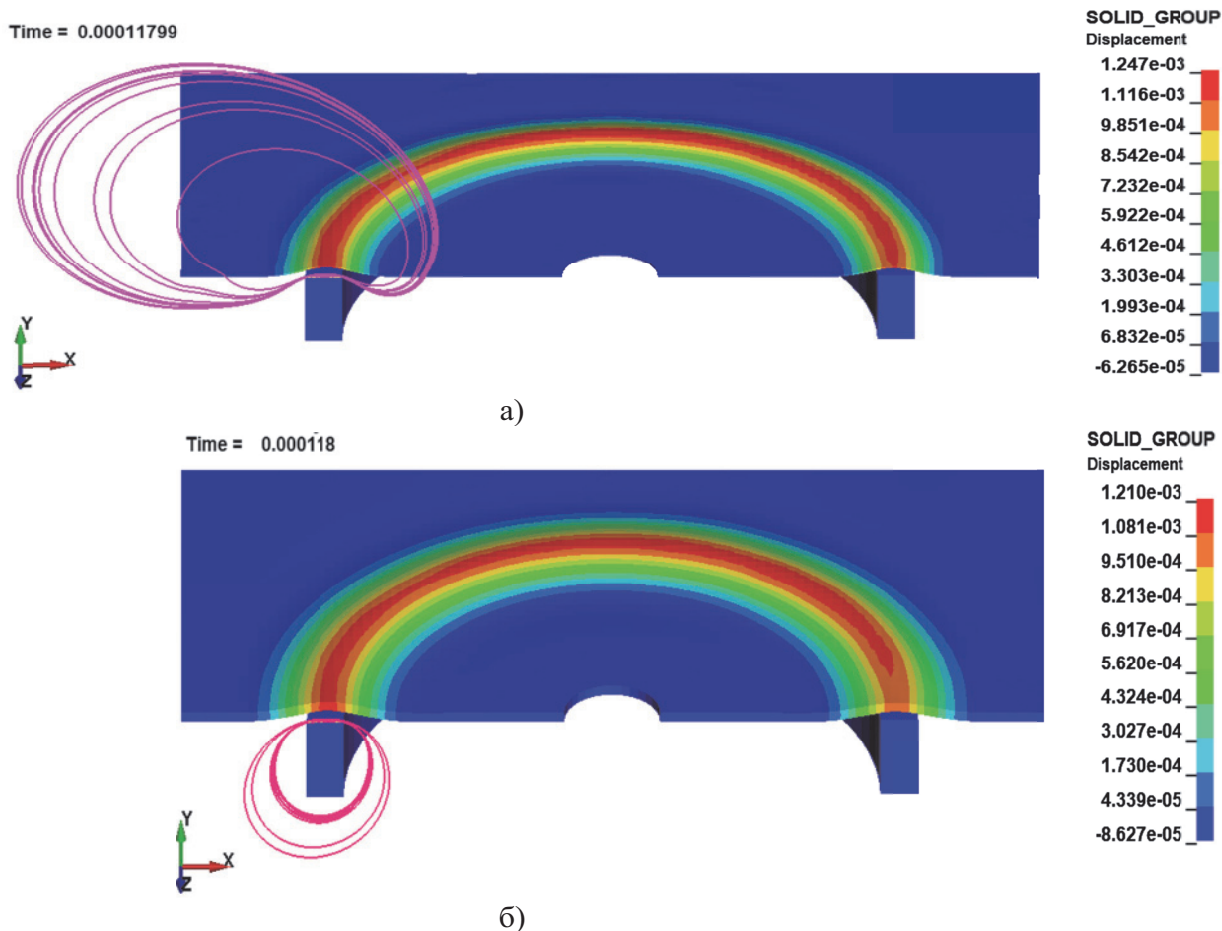 Time = 0.00011799
SOLID_GROUP
Displacement
1.247e-03
1.116e-03
9.851e-04
8.542e-04
7.232e-04
5.922e-04
4.612e-04
3.303e-04
1.993e-04
6.832e-05
-6.265e-05
Y
X
Z
а)
Time = 0.000118
SOLID_GROUP
Displacement
1.210e-03
1.081e-03
9.510e-04
8.213e-04
6.917e-04
5.620e-04
4.324e-04
3.027e-04
1.730e-04
4.339e-05
-8.627e-05
Y
X
Z
б)